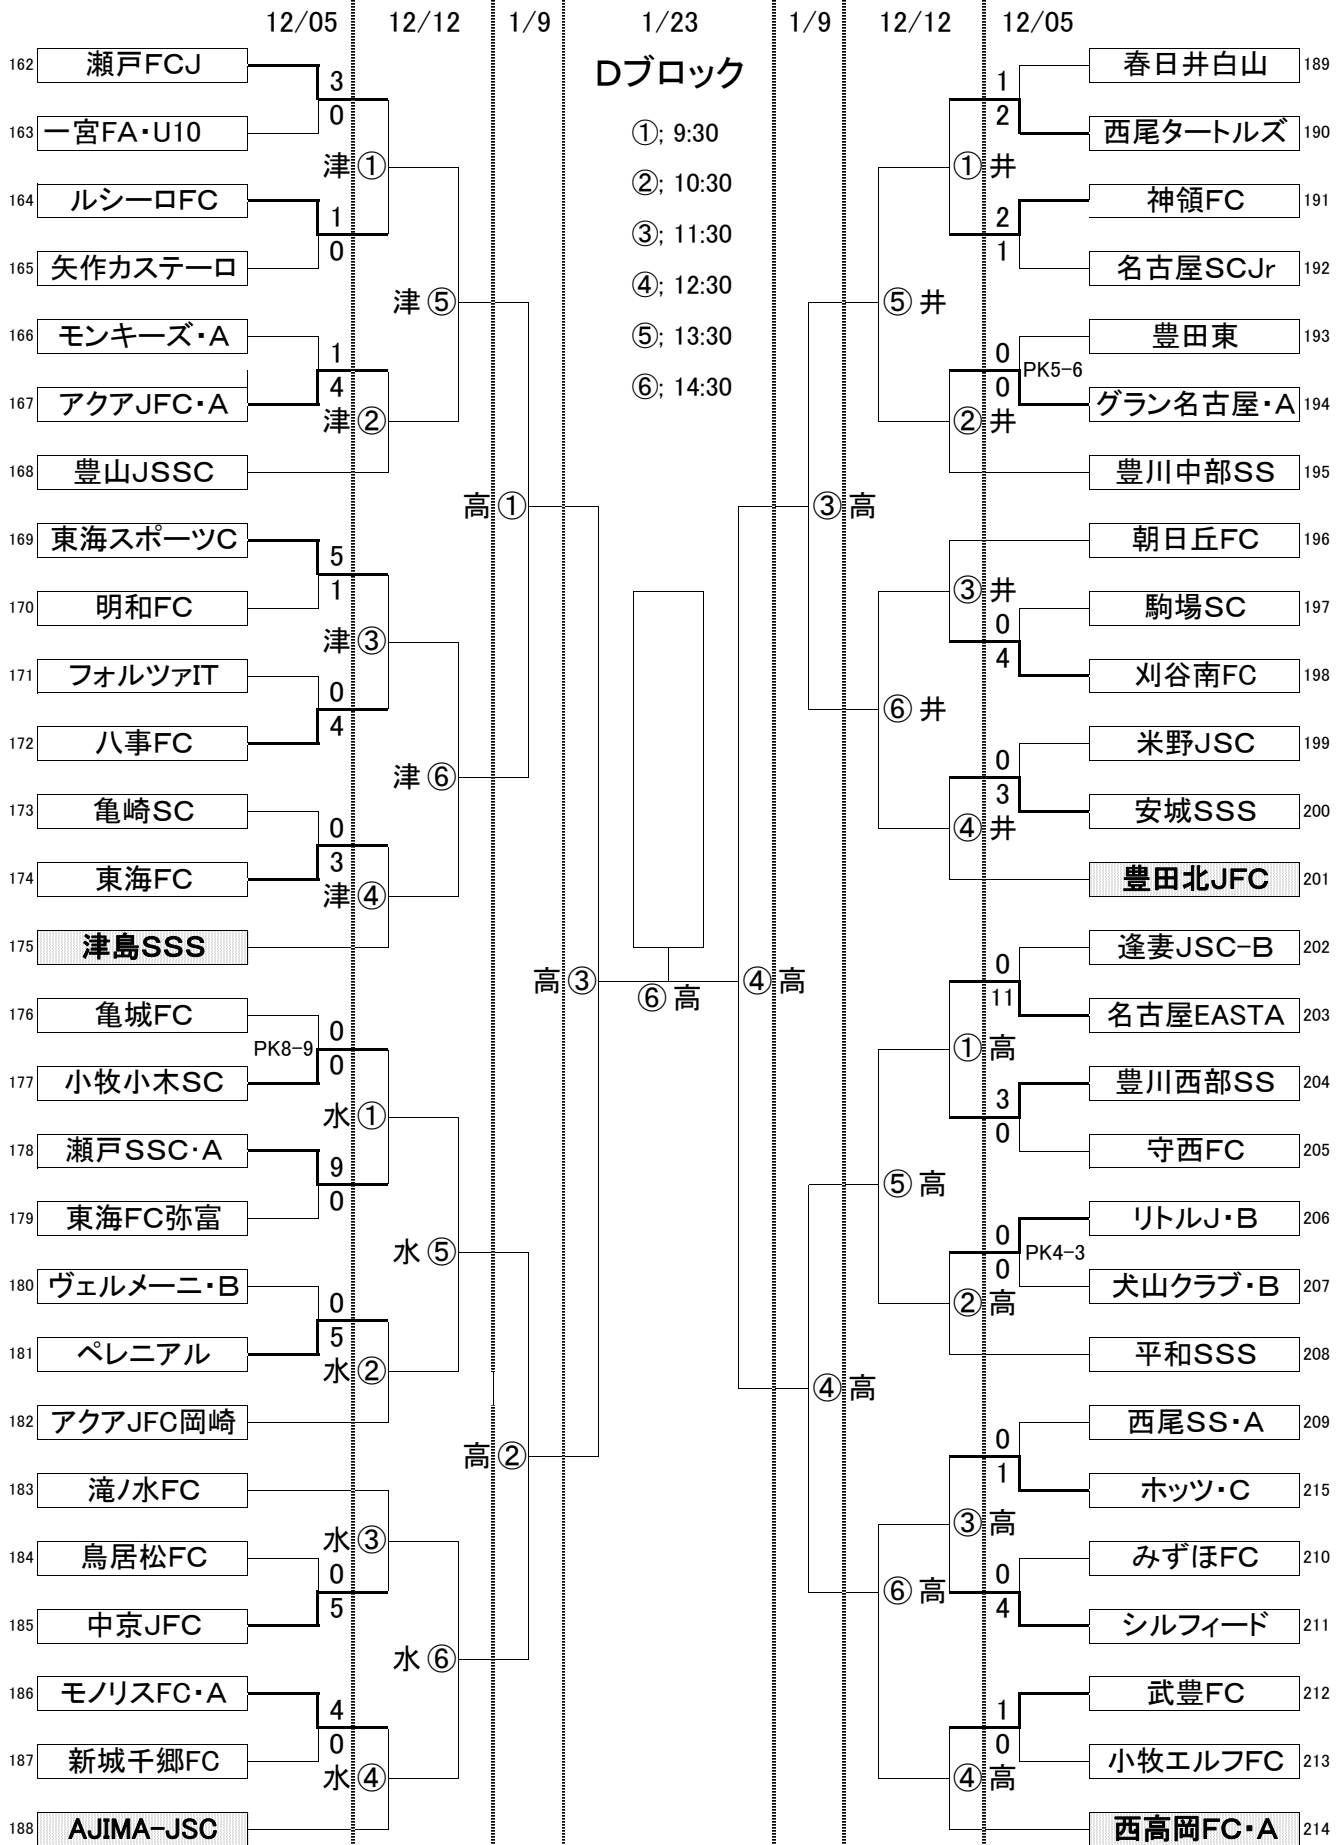 12/05 12/12 1/9 1/23 1/9 12/12 12/05
Dブロック
①; 9:30
②; 10:30
③; 11:30
④; 12:30
⑤; 13:30
⑥; 14:30
162 瀬戸FCJ
3
0
163 一宮FA・U10
津①
164 ルシーロFC
1
0
165 矢作カステーロ
津⑤
166 モンキーズ・A
1
4
167 アクアJFC・A
津②
168 豊山JSSC
高①
169 東海スポーツC
5
1
170 明和FC
津③
171 フォルツァIT
0
4
172 八事FC
津⑥
173 亀崎SC
0
3
174 東海FC
津④
175 津島SSS
高③
176 亀城FC
0
PK8-9
0
177 小牧小木SC
水①
178 瀬戸SSC・A
9
0
179 東海FC弥富
水⑤
180 ヴェルメーニ・B
0
5
181 ペレニアル
水②
182 アクアJFC岡崎
高②
183 滝ノ水FC
水③
184 鳥居松FC
0
5
185 中京JFC
水⑥
186 モノリスFC・A
4
0
187 新城千郷FC
水④
188 AJIMA-JSC
⑥高
春日井白山 189
1
2
西尾タートルズ 190
①井
神領FC 191
2
1
名古屋SCJr 192
⑤井
豊田東 193
0
PK5-6
0
グラン名古屋・A 194
②井
豊川中部SS 195
③高
朝日丘FC 196
③井
駒場SC 197
0
4
刈谷南FC 198
⑥井
米野JSC 199
0
3
安城SSS 200
④井
豊田北JFC 201
④高
逢妻JSC-B 202
0
11
名古屋EASTA 203
①高
豊川西部SS 204
3
0
守西FC 205
⑤高
リトルJ・B 206
0
PK4-3
0
犬山クラブ・B 207
②高
平和SSS 208
④高
西尾SS・A 209
0
1
ホッツ・C 215
③高
みずほFC 210
0
4
シルフィード 211
⑥高
武豊FC 212
1
0
小牧エルフFC 213
④高
西高岡FC・A 214